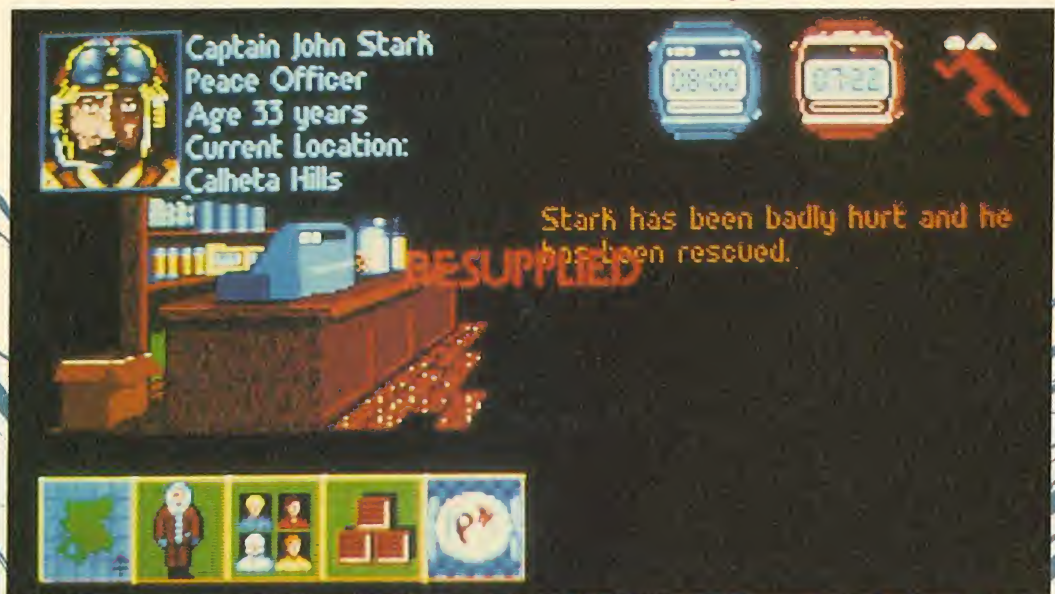 Captain John Stark
Peace Officer
Age 33 years
Current Location:
Calheta Hills
08:00
07:22
Stark has been badly hurt and he
has been rescued.
RESUPPLIED